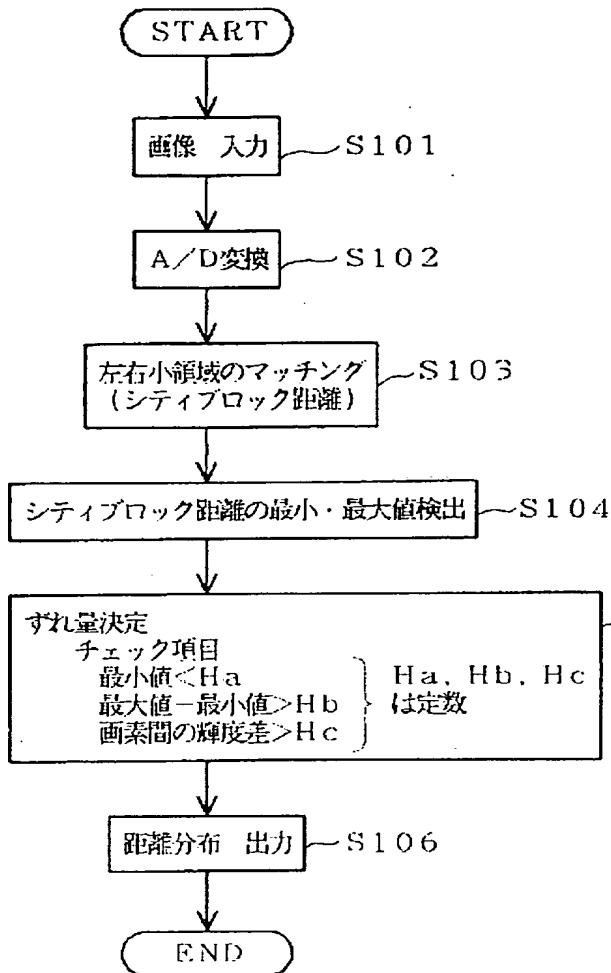 START
画像 入力
S101
A/D変換
S102
左右小領域のマッチング
(シティブロック距離)
S103
シティブロック距離の最小・最大値検出
S104
ずれ量決定
チェック項目
最小値<Ha
最大値-最小値>Hb
画素間の輝度差>Hc
Ha, Hb, Hc
は定数
距離分布 出力
S106
END